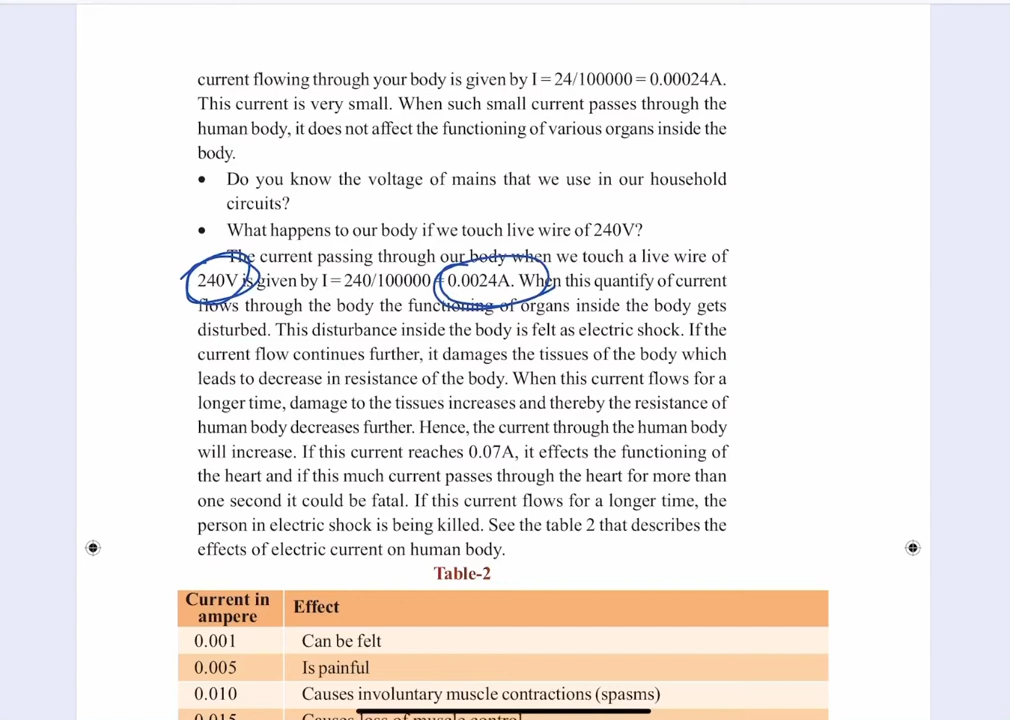 current flowing through your body is given by I = 24/100000 = 0.00024A.
This current is very small. When such small current passes through the
human body, it does not affect the functioning of various organs inside the
body.
• Do you know the voltage of mains that we use in our household
circuits?
• What happens to our body if we touch live wire of 240V?
The current passing through our body when we touch a live wire of
240V is given by I = 240/100000 = 0.0024A. When this quantify of current
flows through the body the functioning of organs inside the body gets
disturbed. This disturbance inside the body is felt as electric shock. If the
current flow continues further, it damages the tissues of the body which
leads to decrease in resistance of the body. When this current flows for a
longer time, damage to the tissues increases and thereby the resistance of
human body decreases further. Hence, the current through the human body
will increase. If this current reaches 0.07A, it effects the functioning of
the heart and if this much current passes through the heart for more than
one second it could be fatal. If this current flows for a longer time, the
person in electric shock is being killed. See the table 2 that describes the
effects of electric current on human body.
Table-2
Current in ampere Effect
0.001 Can be felt
0.005 Is painful
0.010 Causes involuntary muscle contractions (spasms)
0.015 Causes loss of muscle control